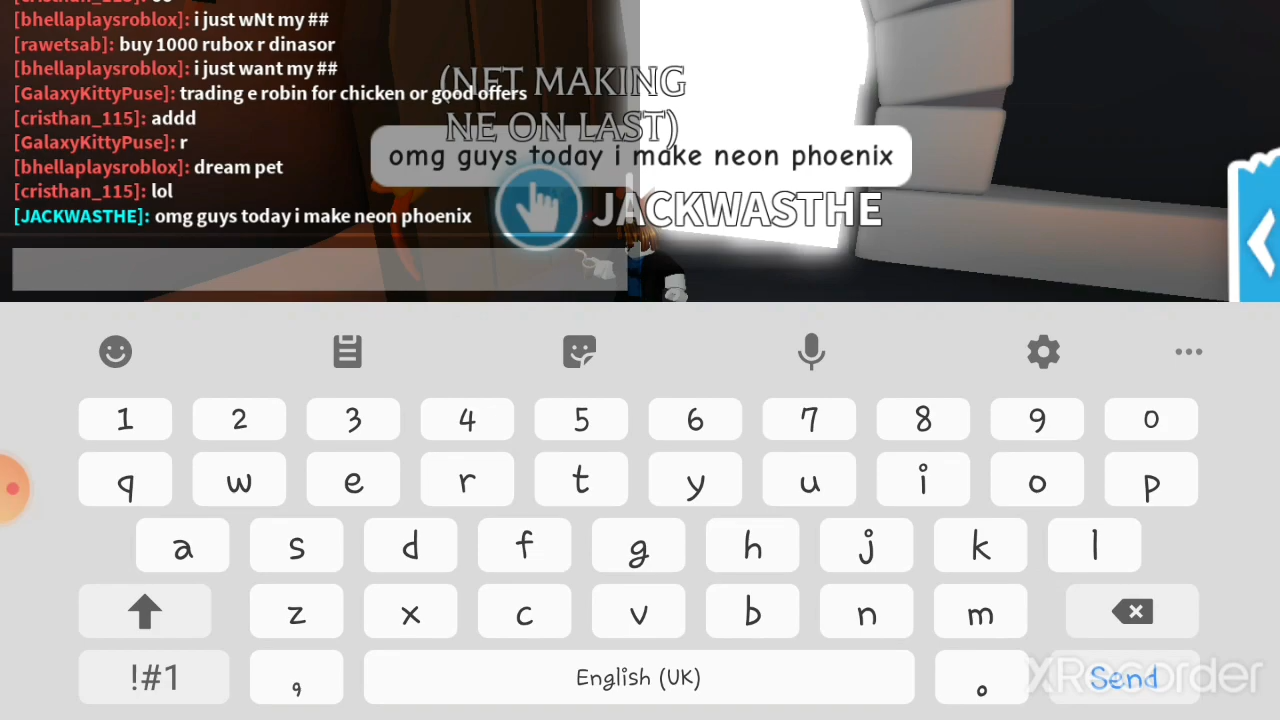 [bhellaplaysroblox]: i just wNt my ##
[rawetsab]: buy 1000 rubox r dinasor
[bhellaplaysroblox]: i just want my ##
[GalaxyKittyPuse]: trading e robin for chicken or good offers
[cristhan_115]: addd
[GalaxyKittyPuse]: r
[bhellaplaysroblox]: dream pet
[cristhan_115]: lol
[JACKWASTHE]: omg guys today i make neon phoenix
(NFT MAKING
NE ON LAST)
omg guys today i make neon phoenix
JACKWASTHE
1 2 3 4 5 6 7 8 9 0
q w e r t y u i o p
a s d f g h j k l
z x c v b n m
!#1 , English (UK) . Send
XRecorder